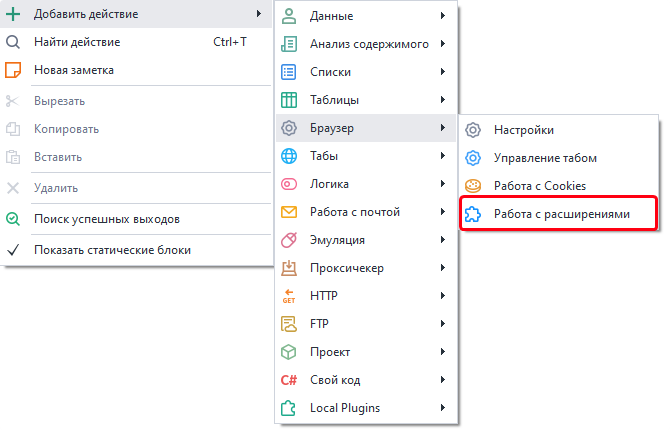 Добавить действие
Найти действие Ctrl+T
Новая заметка
Вырезать
Копировать
Вставить
Удалить
Поиск успешных выходов
Показать статические блоки
Данные
Анализ содержимого
Списки
Таблицы
Браузер
Табы
Логика
Работа с почтой
Эмуляция
Проксичекер
GET HTTP
FTP
Проект
C# Свой код
Local Plugins
Настройки
Управление табом
Работа с Cookies
Работа с расширениями